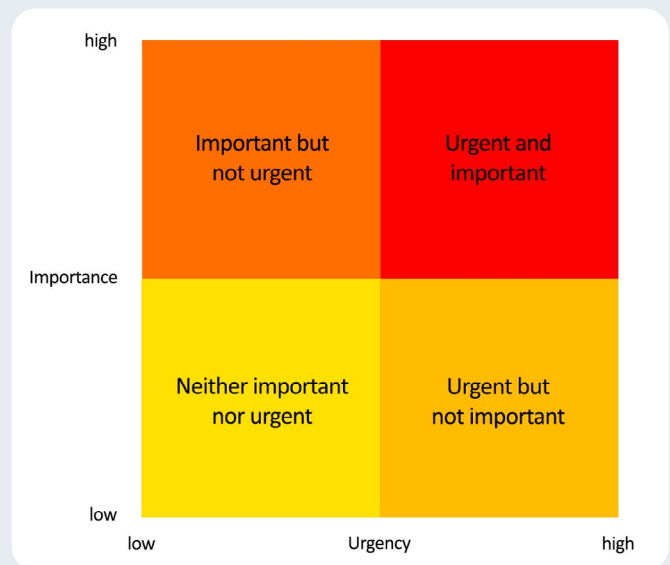 high
Important but
not urgent
Urgent and
important
Importance
Neither important
nor urgent
Urgent but
not important
low
low
Urgency
high